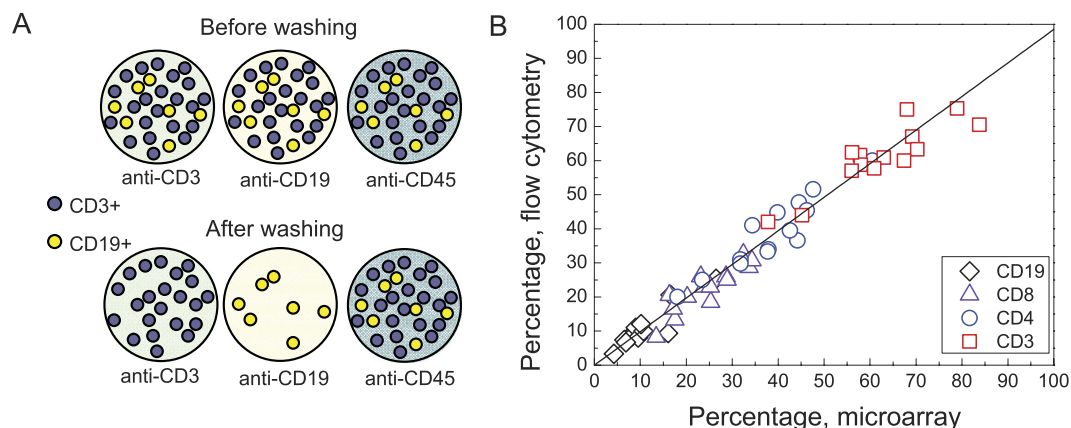 A
Before washing
anti-CD3 anti-CD19 anti-CD45
CD3+
CD19+
After washing
anti-CD3 anti-CD19 anti-CD45
B
Percentage, flow cytometry
100
90
80
70
60
50
40
30
20
10
0
0 10 20 30 40 50 60 70 80 90 100
Percentage, microarray
CD19
CD8
CD4
CD3